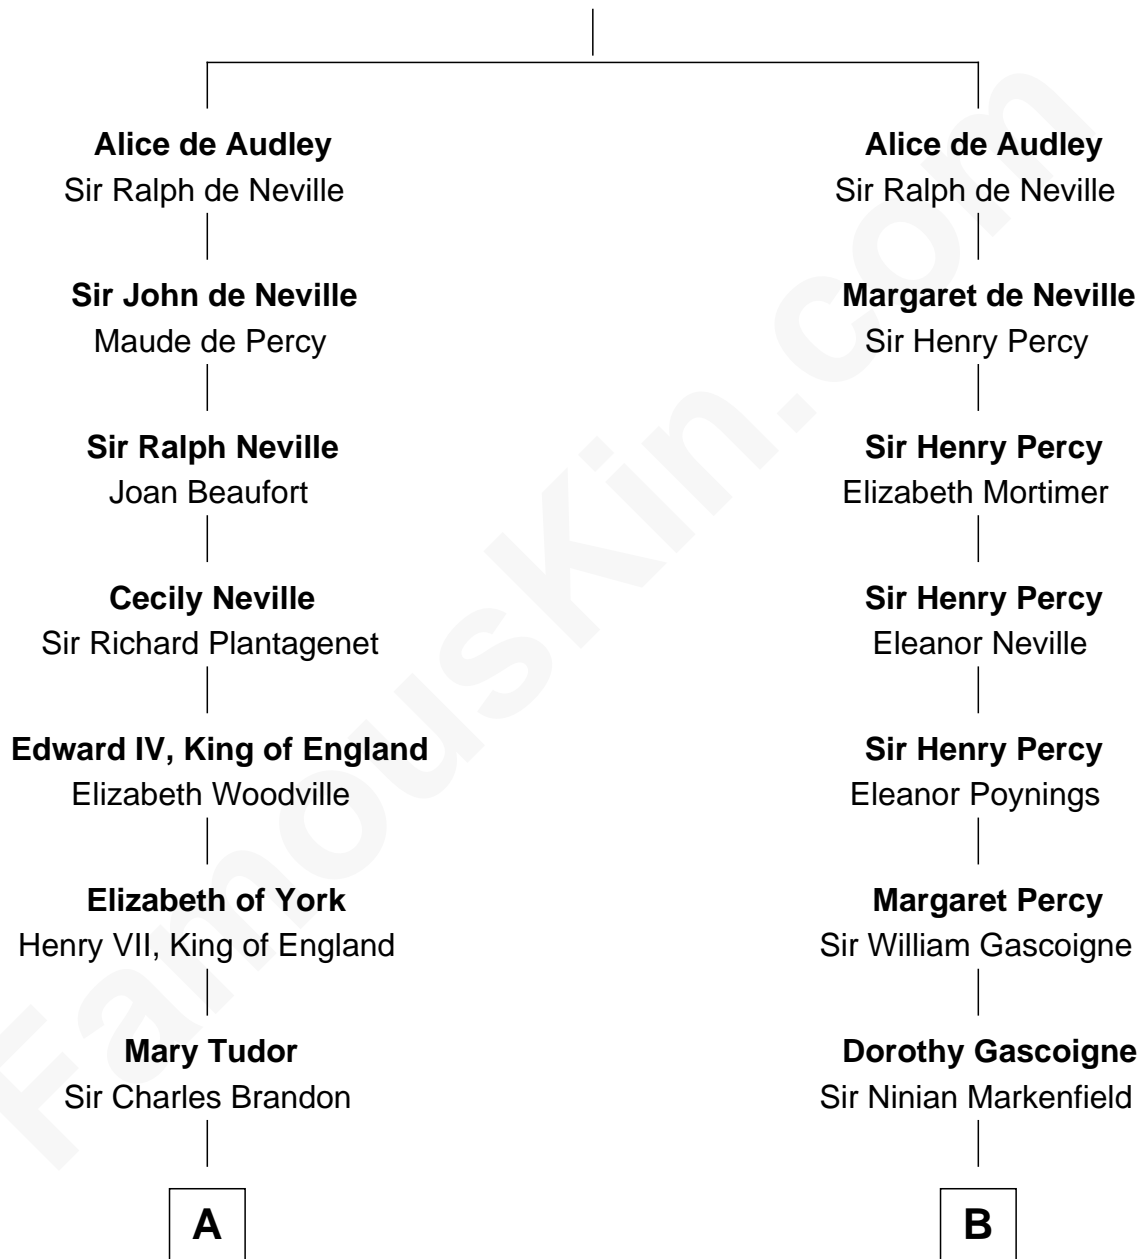 Alice de Audley
Sir Ralph de Neville
Alice de Audley
Sir Ralph de Neville
Sir John de Neville
Maude de Percy
Margaret de Neville
Sir Henry Percy
Sir Ralph Neville
Joan Beaufort
Sir Henry Percy
Elizabeth Mortimer
Cecily Neville
Sir Richard Plantagenet
Sir Henry Percy
Eleanor Neville
Edward IV, King of England
Elizabeth Woodville
Sir Henry Percy
Eleanor Poynings
Elizabeth of York
Henry VII, King of England
Margaret Percy
Sir William Gascoigne
Mary Tudor
Sir Charles Brandon
Dorothy Gascoigne
Sir Ninian Markenfield
A
B
FamousKin.com